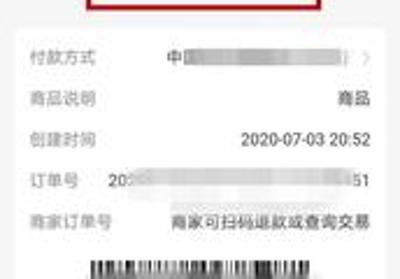 付款方式 中
商品说明 商品
创建时间 2020-07-03 20:52
订单号 20 51
商家订单号 商家可扫码退款或查询交易